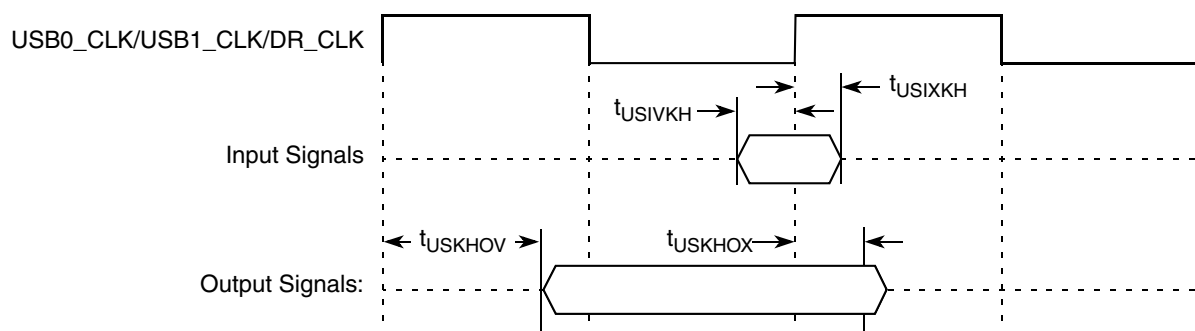 USB0_CLK/USB1_CLK/DR_CLK
tUSIXKH
tUSIVKH
Input Signals
tUSKHOV
tUSKHOX
Output Signals: